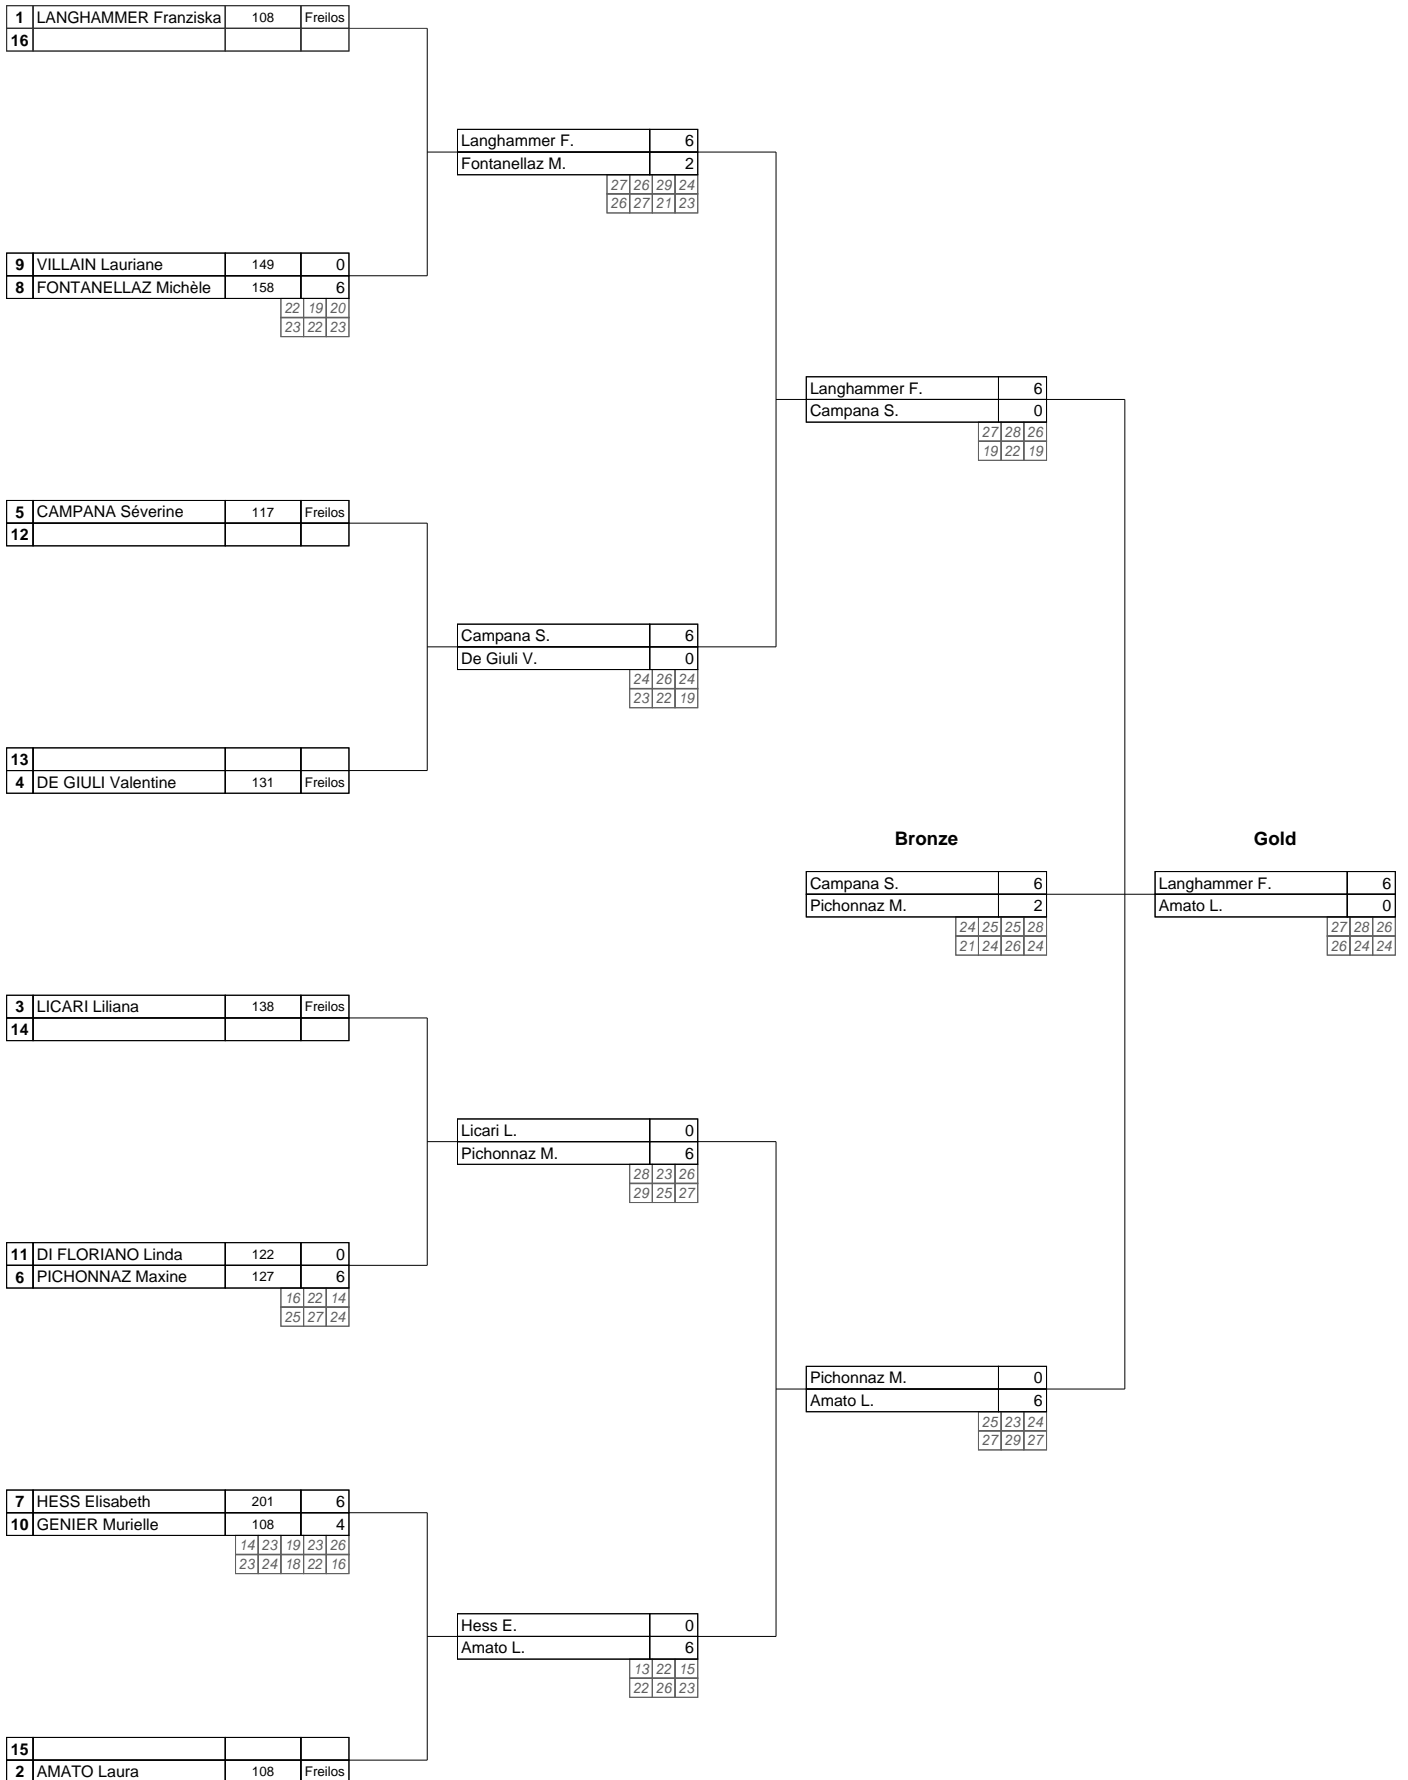 1 LANGHAMMER Franziska 108 Freilos
16
Langhammer F. 6
Fontanellaz M. 2
27 26 29 24
26 27 21 23
9 VILLAIN Lauriane 149 0
8 FONTANELLAZ Michèle 158 6
22 19 20
23 22 23
Langhammer F. 6
Campana S. 0
27 28 26
19 22 19
5 CAMPANA Séverine 117 Freilos
12
Campana S. 6
De Giuli V. 0
24 26 24
23 22 19
13
4 DE GIULI Valentine 131 Freilos
Bronze Gold
Campana S. 6 Langhammer F. 6
Pichonnaz M. 2 Amato L. 0
24 25 25 28 27 28 26
21 24 26 24 26 24 24
3 LICARI Liliana 138 Freilos
14
Licari L. 0
Pichonnaz M. 6
28 23 26
29 25 27
11 DI FLORIANO Linda 122 0
6 PICHONNAZ Maxine 127 6
16 22 14
25 27 24
Pichonnaz M. 0
Amato L. 6
25 23 24
27 29 27
7 HESS Elisabeth 201 6
10 GENIER Murielle 108 4
14 23 19 23 26
23 24 18 22 16
Hess E. 0
Amato L. 6
13 22 15
22 26 23
15
2 AMATO Laura 108 Freilos